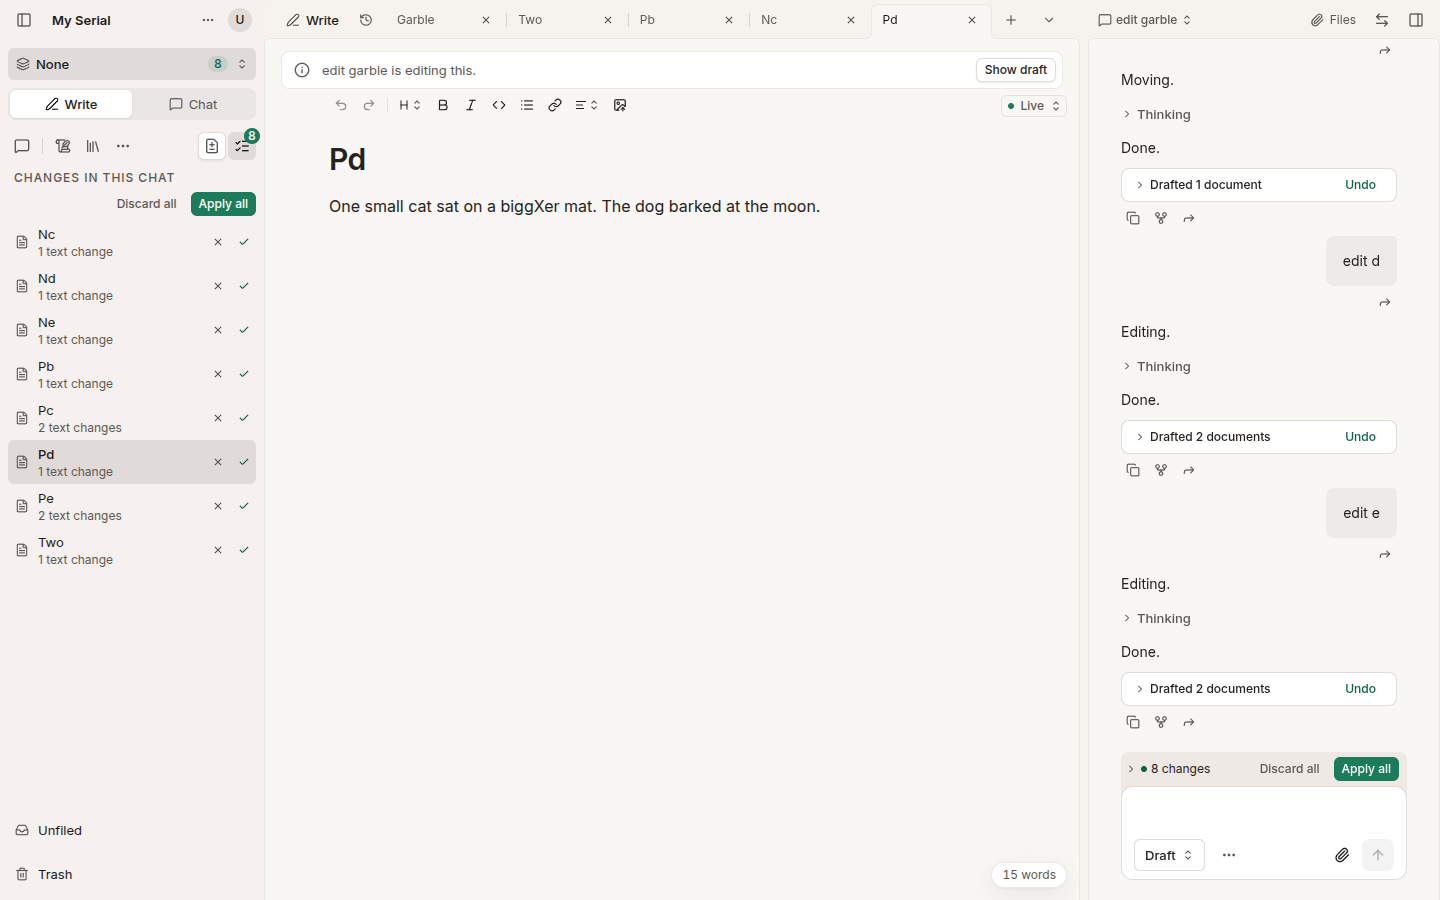 My Serial
U
None
8
Write
Chat
8
CHANGES IN THIS CHAT
Discard all
Apply all
Nc
1 text change
Nd
1 text change
Ne
1 text change
Pb
1 text change
Pc
2 text changes
Pd
1 text change
Pe
2 text changes
Two
1 text change
Unfiled
Trash
Write
Garble
Two
Pb
Nc
Pd
edit garble is editing this.
Show draft
H
B
I
Live
Pd
One small cat sat on a biggXer mat. The dog barked at the moon.
15 words
edit garble
Files
Moving.
Thinking
Done.
Drafted 1 document
Undo
edit d
Editing.
Thinking
Done.
Drafted 2 documents
Undo
edit e
Editing.
Thinking
Done.
Drafted 2 documents
Undo
8 changes
Discard all
Apply all
Draft